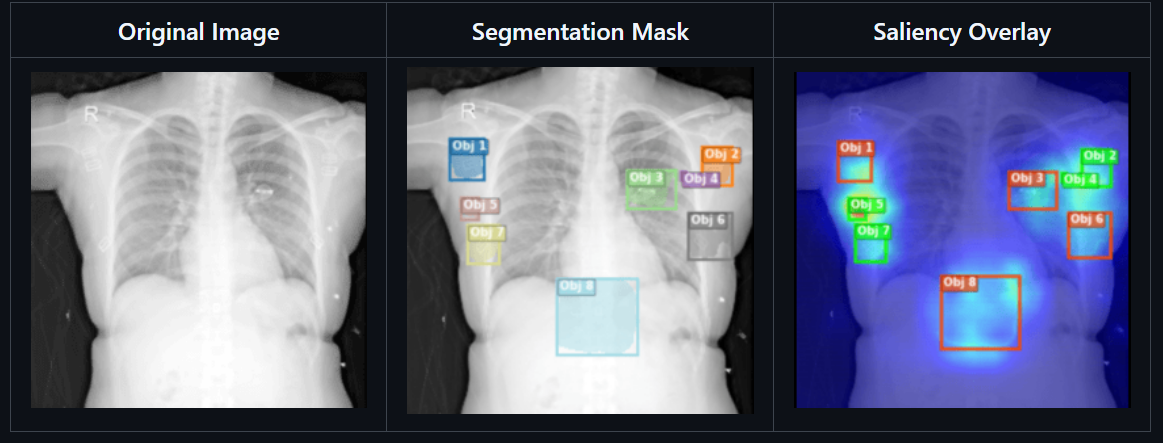 Original Image
Segmentation Mask
Saliency Overlay
R
R
R
Obj 1
Obj 2
Obj 3
Obj 4
Obj 5
Obj 6
Obj 7
Obj 8
Obj 1
Obj 2
Obj 3
Obj 4
Obj 5
Obj 6
Obj 7
Obj 8